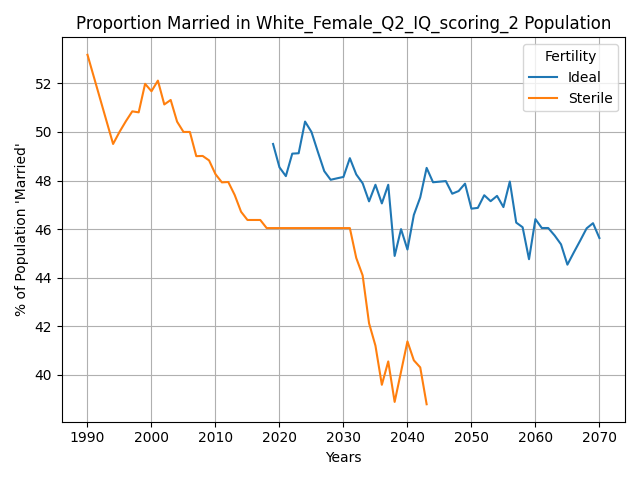 Proportion Married in White_Female_Q2_IQ_scoring_2 Population
Fertility
Ideal
Sterile
% of Population 'Married'
52
50
48
46
44
42
40
1990 2000 2010 2020 2030 2040 2050 2060 2070
Years